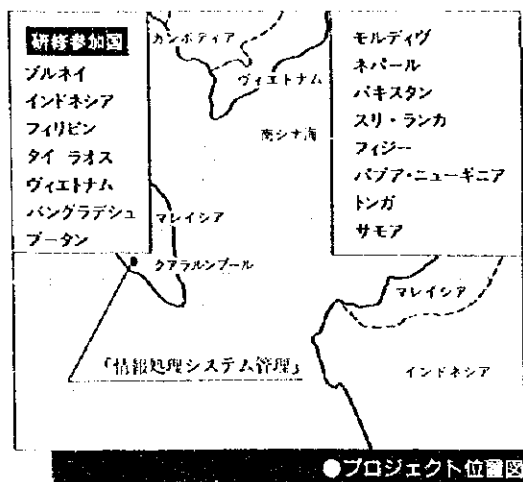 研修参加国
ブルネイ
インドネシア
フィリピン
タイ ラオス
ヴィエトナム
バングラデシュ
ブータン
モルディヴ
ネパール
パキスタン
スリ・ランカ
フィジー
パプア・ニューギニア
トンガ
サモア
カンボディア
ヴィエトナム
南シナ海
マレイシア
クアラルンプール
マレイシア
「情報処理システム管理」
インドネシア
●プロジェクト位置図